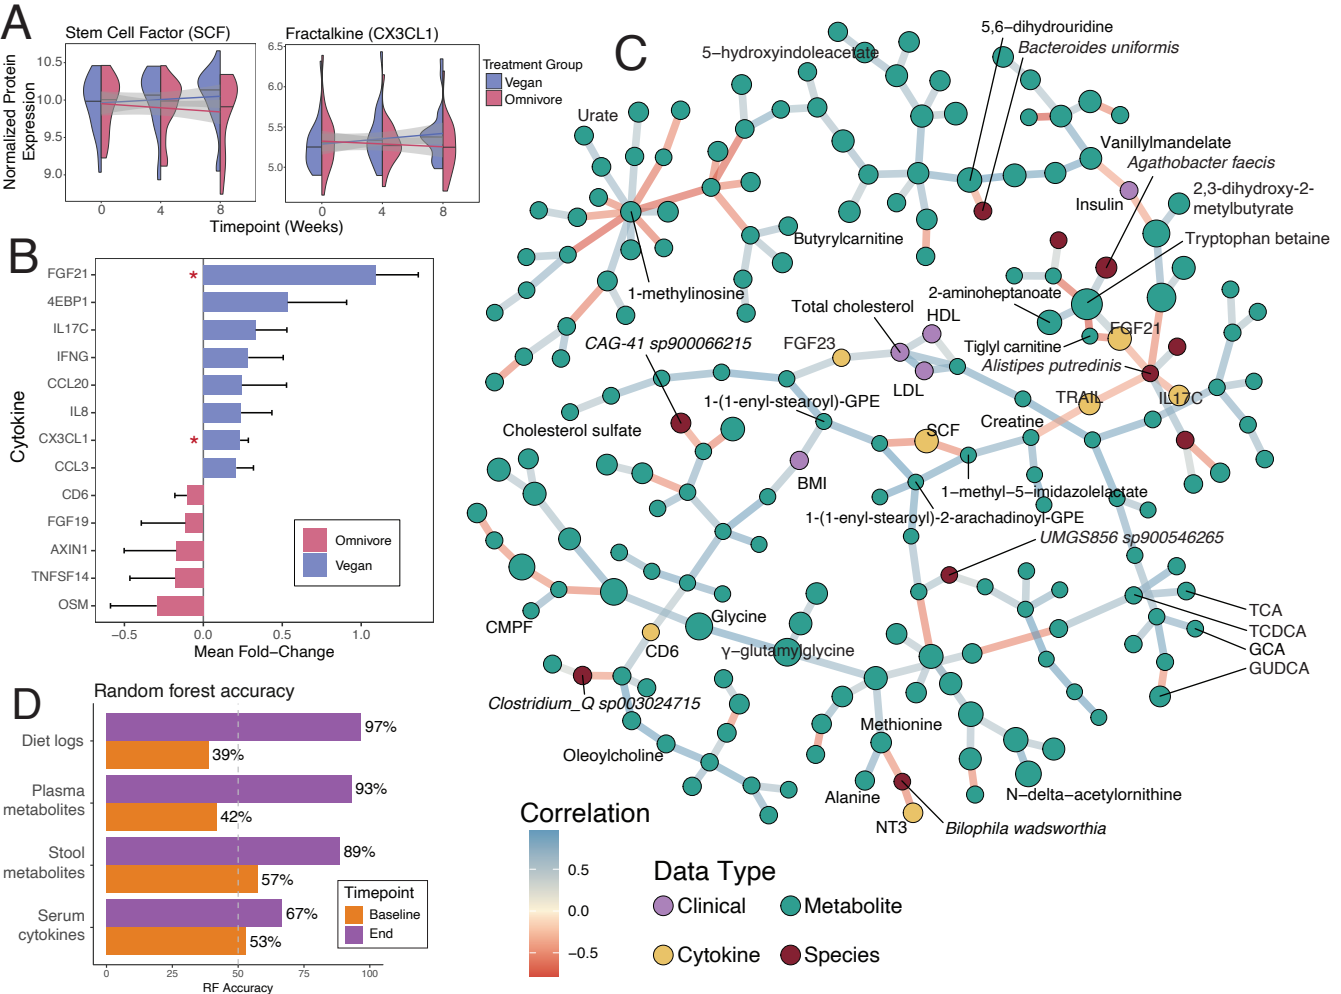 A
Stem Cell Factor (SCF)
Fractalkine (CX3CL1)
Normalized Protein
Expression
10.5
10.0
9.5
9.0
6.5
6.0
5.5
5.0
0
4
8
0
4
8
Timepoint (Weeks)
Treatment Group
Vegan
Omnivore
B
Cytokine
FGF21
*
4EBP1
IL17C
IFNG
CCL20
IL8
CX3CL1
*
CCL3
CD6
FGF19
AXIN1
TNFSF14
OSM
−0.5
0.0
0.5
1.0
Mean Fold−Change
Omnivore
Vegan
C
5,6−dihydrouridine
Bacteroides uniformis
5−hydroxyindoleacetate
Urate
Vanillylmandelate
Agathobacter faecis
2,3-dihydroxy-2-
metylbutyrate
Insulin
Butyrylcarnitine
Tryptophan betaine
1-methylinosine
2-aminoheptanoate
Total cholesterol
HDL
FGF21
CAG-41 sp900066215
FGF23
Tiglyl carnitine
Alistipes putredinis
LDL
TRAIL
IL17C
1-(1-enyl-stearoyl)-GPE
Cholesterol sulfate
SCF
Creatine
BMI
1−methyl−5−imidazolelactate
1-(1-enyl-stearoyl)-2-arachadinoyl-GPE
UMGS856 sp900546265
CMPF
Glycine
CD6
γ−glutamylglycine
TCA
TCDCA
GCA
GUDCA
Clostridium_Q sp003024715
Oleoylcholine
Methionine
Alanine
N−delta−acetylornithine
NT3
Bilophila wadsworthia
Correlation
0.5
0.0
−0.5
Data Type
Clinical
Metabolite
Cytokine
Species
D
Random forest accuracy
Diet logs
97%
39%
Plasma
metabolites
93%
42%
Stool
metabolites
89%
57%
Serum
cytokines
67%
53%
Timepoint
Baseline
End
0
25
50
75
100
RF Accuracy